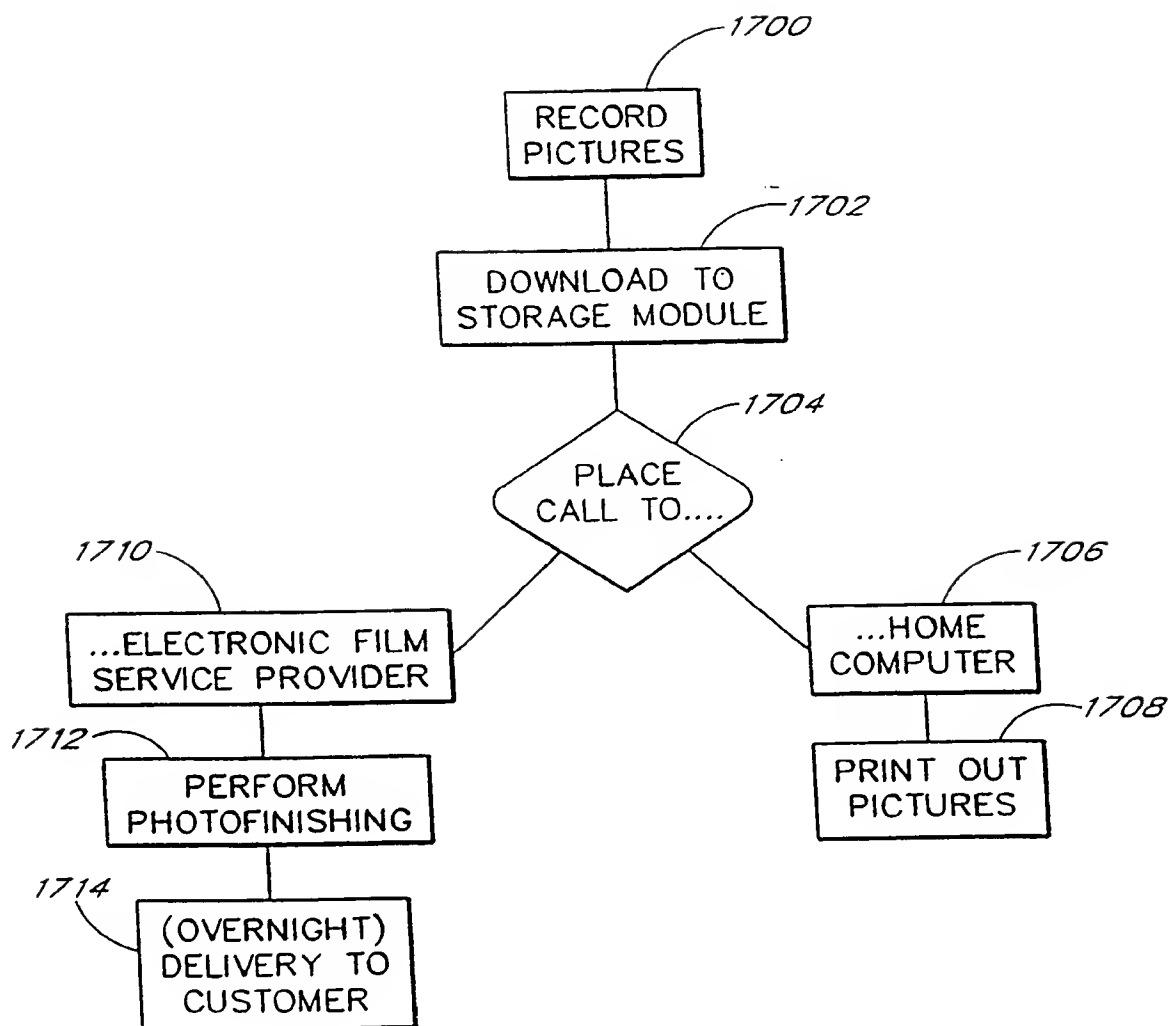 1700
RECORD
PICTURES
1702
DOWNLOAD TO
STORAGE MODULE
1704
PLACE
CALL TO....
1710
...ELECTRONIC FILM
SERVICE PROVIDER
1706
...HOME
COMPUTER
1712
PERFORM
PHOTOFINISHING
1708
PRINT OUT
PICTURES
1714
(OVERNIGHT)
DELIVERY TO
CUSTOMER